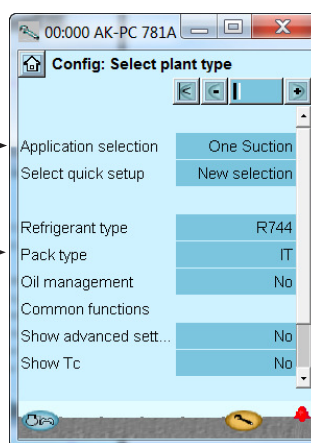 00:000 AK-PC 781A
Config: Select plant type
Application selection One Suction
Select quick setup New selection
Refrigerant type R744
Pack type IT
Oil management No
Common functions
Show advanced sett... No
Show Tc No